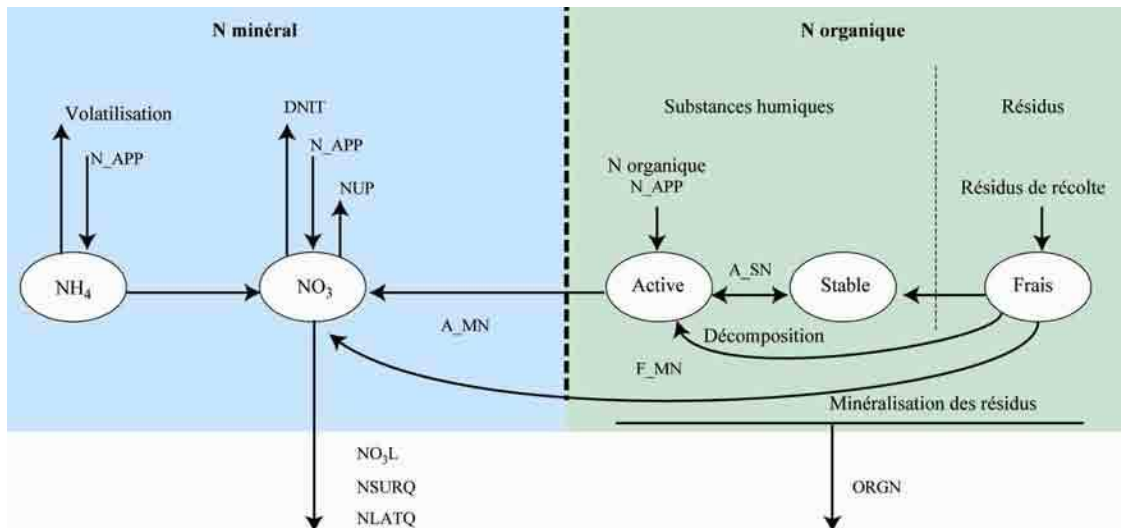 N minéral
N organique
Volatilisation
DNIT
Substances humiques
Résidus
N_APP
N_APP
NUP
N organique
N_APP
Résidus de récolte
NH₄
NO₃
Active
A_SN
Stable
Frais
A_MN
Décomposition
F_MN
Minéralisation des résidus
NO₃L
NSURQ
NLATQ
ORGN